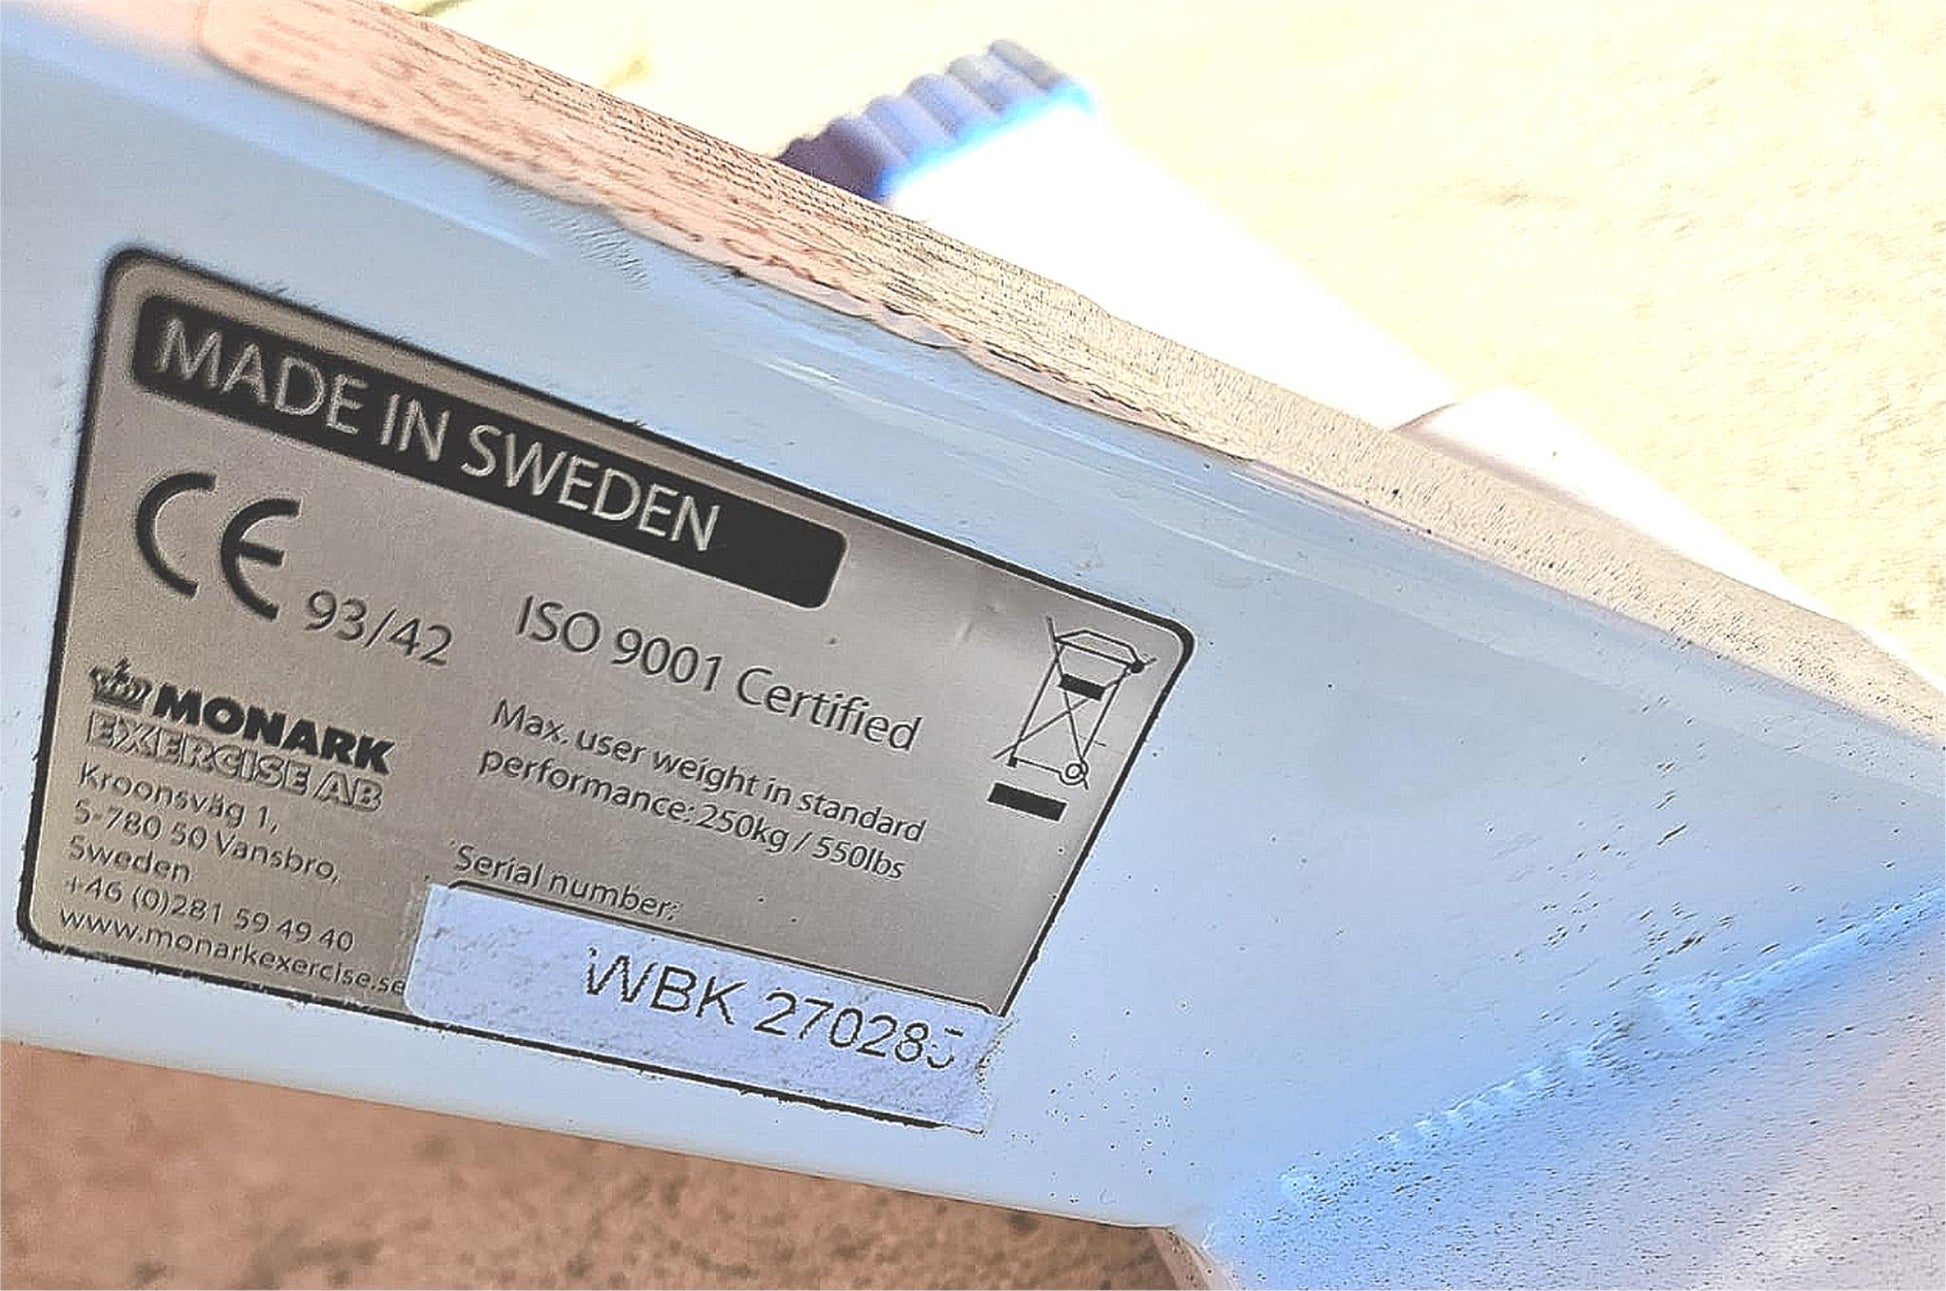 MADE IN SWEDEN
CE 93/42
ISO 9001 Certified
MONARK
EXERCISE AB
Kroonsväg 1,
S-780 50 Vansbro,
Sweden
+46 (0)281 59 49 40
www.monarkexercise.se
Max. user weight in standard
performance: 250kg / 550lbs
Serial number:
WBK 270285